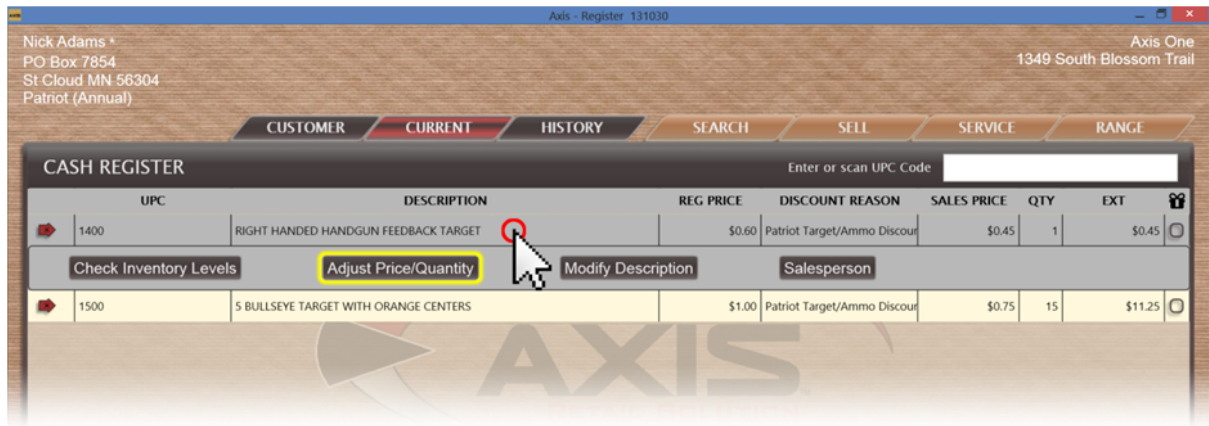 AXIS
Axis - Register 131030
Nick Adams *
PO Box 7854
St Cloud MN 56304
Patriot (Annual)
Axis One
1349 South Blossom Trail
CUSTOMER CURRENT HISTORY SEARCH SELL SERVICE RANGE
CASH REGISTER Enter or scan UPC Code
UPC DESCRIPTION REG PRICE DISCOUNT REASON SALES PRICE QTY EXT
1400 RIGHT HANDED HANDGUN FEEDBACK TARGET $0.60 Patriot Target/Ammo Discour $0.45 1 $0.45
Check Inventory Levels Adjust Price/Quantity Modify Description Salesperson
1500 5 BULLSEYE TARGET WITH ORANGE CENTERS $1.00 Patriot Target/Ammo Discour $0.75 15 $11.25
AXIS